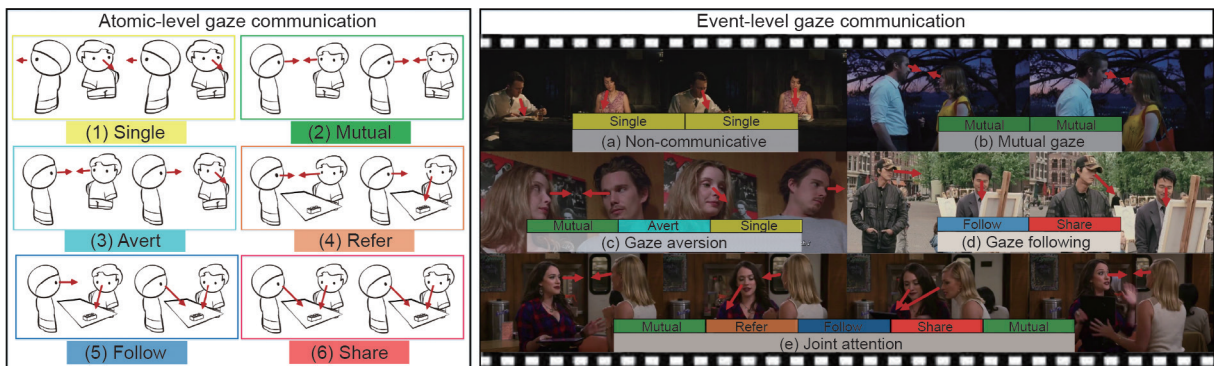 Atomic-level gaze communication
(1) Single
(2) Mutual
(3) Avert
(4) Refer
(5) Follow
(6) Share
Event-level gaze communication
Single Single
(a) Non-communicative
Mutual Mutual
(b) Mutual gaze
Mutual Avert Single
(c) Gaze aversion
Follow Share
(d) Gaze following
Mutual Refer Follow Share Mutual
(e) Joint attention